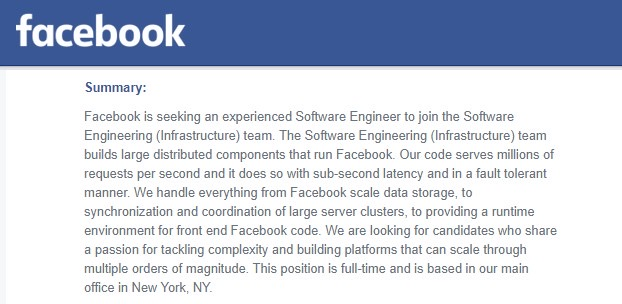 facebook
Summary:
Facebook is seeking an experienced Software Engineer to join the Software
Engineering (Infrastructure) team. The Software Engineering (Infrastructure) team
builds large distributed components that run Facebook. Our code serves millions of
requests per second and it does so with sub-second latency and in a fault tolerant
manner. We handle everything from Facebook scale data storage, to
synchronization and coordination of large server clusters, to providing a runtime
environment for front end Facebook code. We are looking for candidates who share
a passion for tackling complexity and building platforms that can scale through
multiple orders of magnitude. This position is full-time and is based in our main
office in New York, NY.